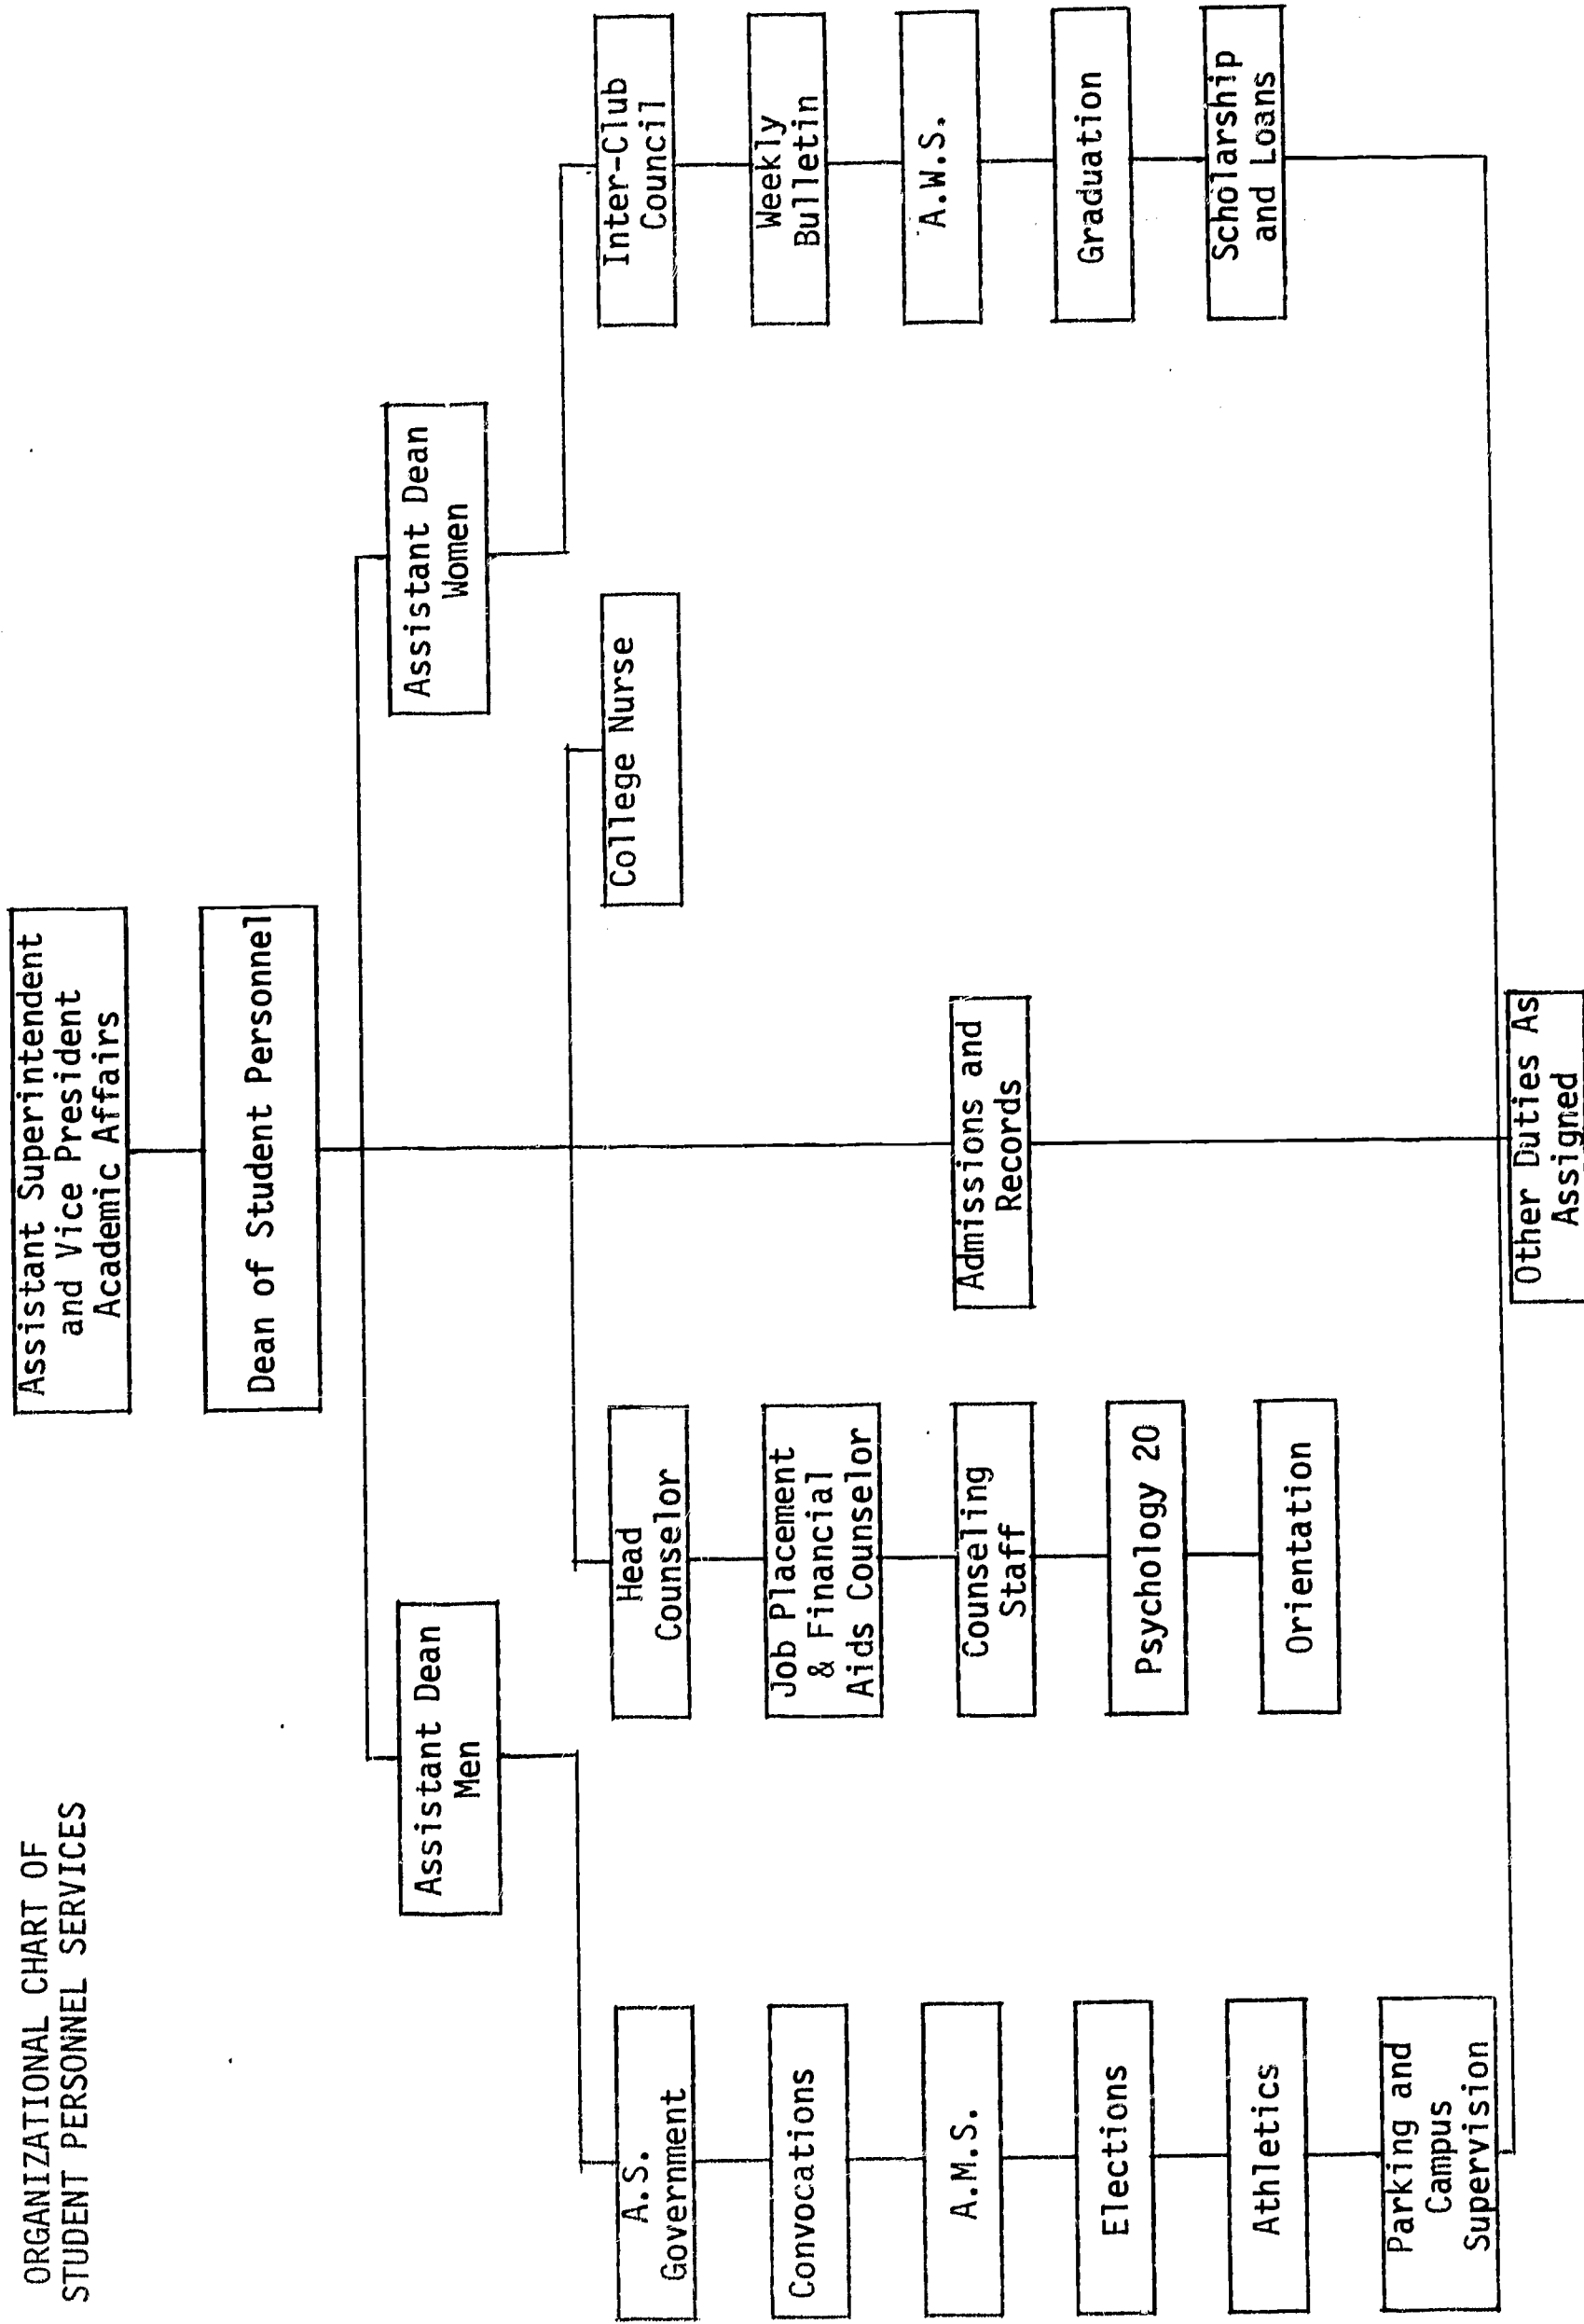 ORGANIZATIONAL CHART OF
STUDENT PERSONNEL SERVICES
Assistant Superintendent
and Vice President
Academic Affairs
Dean of Student Personnel
Assistant Dean
Men
Assistant Dean
Women
A.S.
Government
Convocations
A.M.S.
Elections
Athletics
Parking and
Campus
Supervision
Head
Counselor
Job Placement
& Financial
Aids Counselor
Counseling
Staff
Psychology 20
Orientation
Admissions and
Records
College Nurse
Inter-Club
Council
Weekly
Bulletin
A.W.S.
Graduation
Scholarship
and Loans
Other Duties As
Assigned